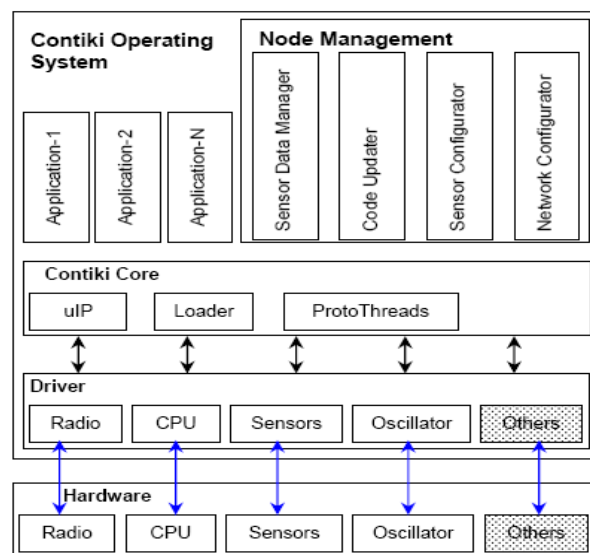 Contiki Operating
System
Node Management
Application-1
Application-2
Application-N
Sensor Data Manager
Code Updater
Sensor Configurator
Network Configurator
Contiki Core
uIP
Loader
ProtoThreads
Driver
Radio
CPU
Sensors
Oscillator
Others
Hardware
Radio
CPU
Sensors
Oscillator
Others